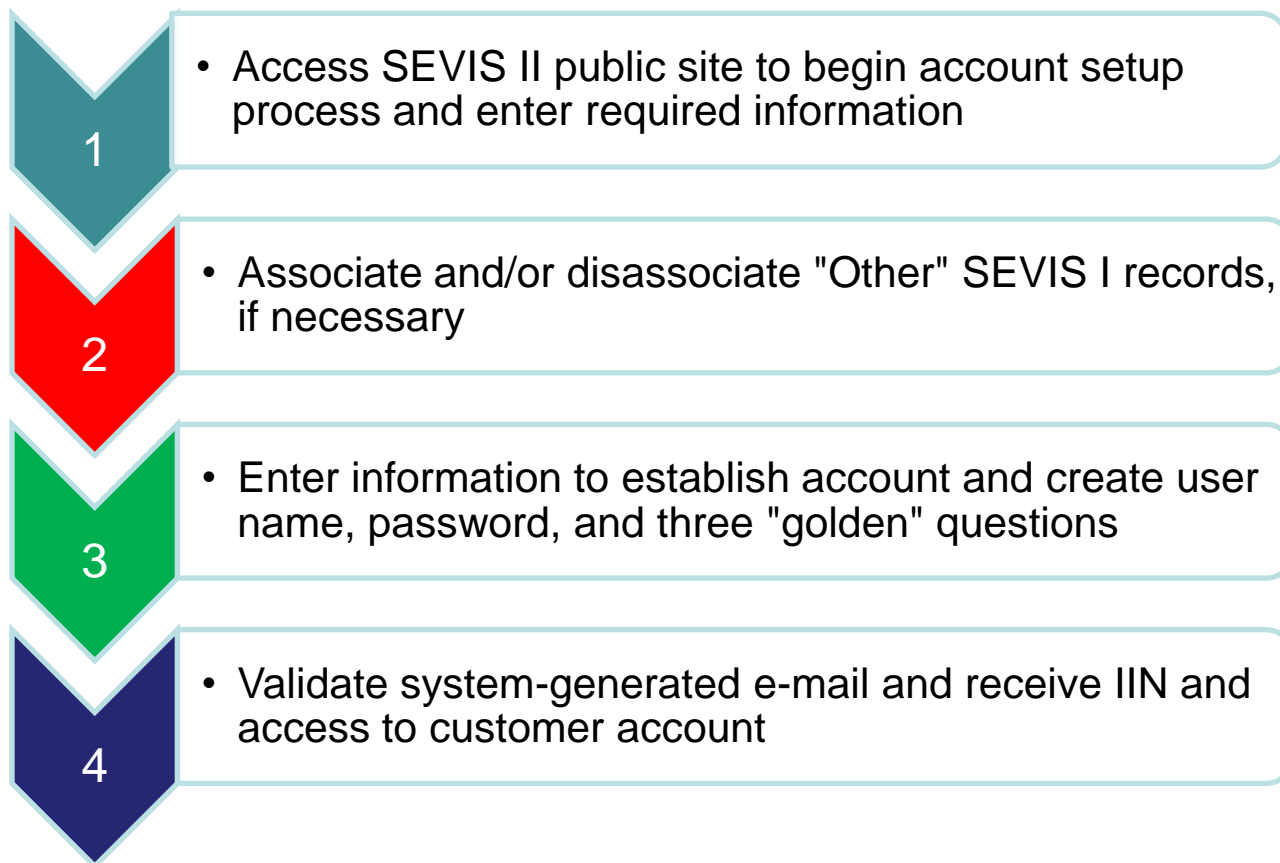 1
• Access SEVIS II public site to begin account setup
process and enter required information
2
• Associate and/or disassociate "Other" SEVIS I records,
if necessary
3
• Enter information to establish account and create user
name, password, and three "golden" questions
4
• Validate system-generated e-mail and receive IIN and
access to customer account